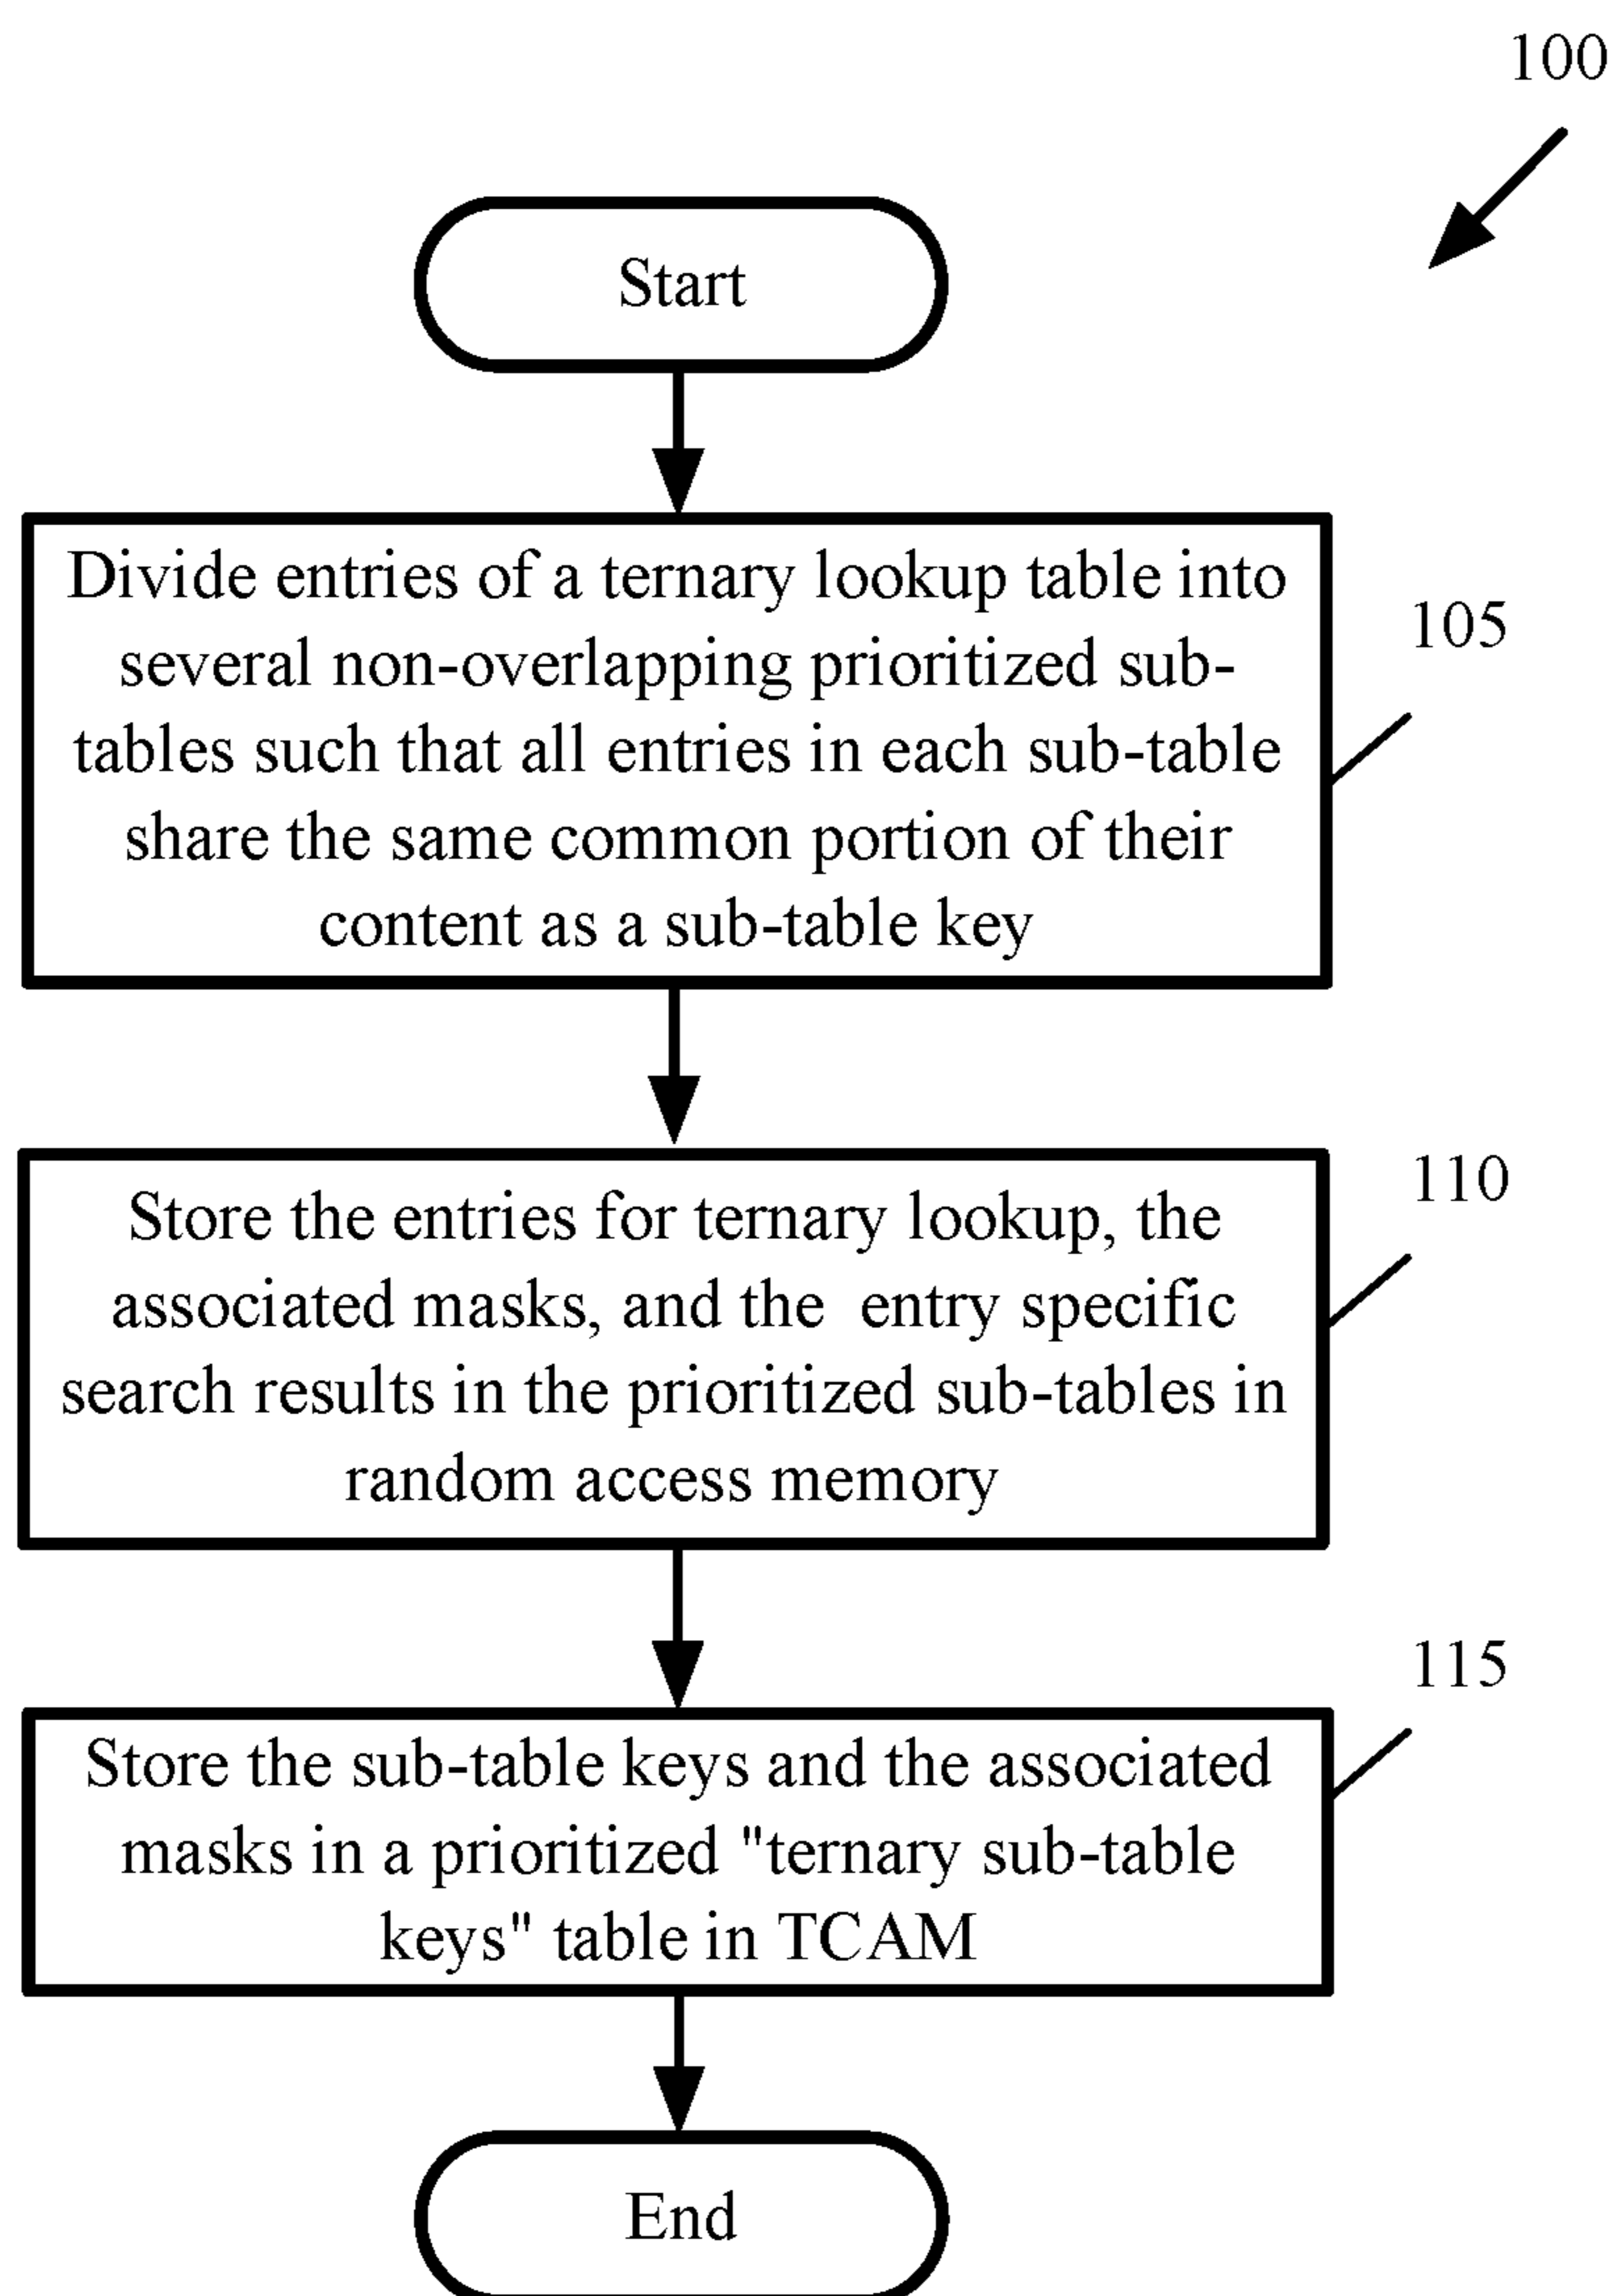 100
Start
Divide entries of a ternary lookup table into
several non-overlapping prioritized sub-
tables such that all entries in each sub-table
share the same common portion of their
content as a sub-table key
105
Store the entries for ternary lookup, the
associated masks, and the entry specific
search results in the prioritized sub-tables in
random access memory
110
Store the sub-table keys and the associated
masks in a prioritized "ternary sub-table
keys" table in TCAM
115
End